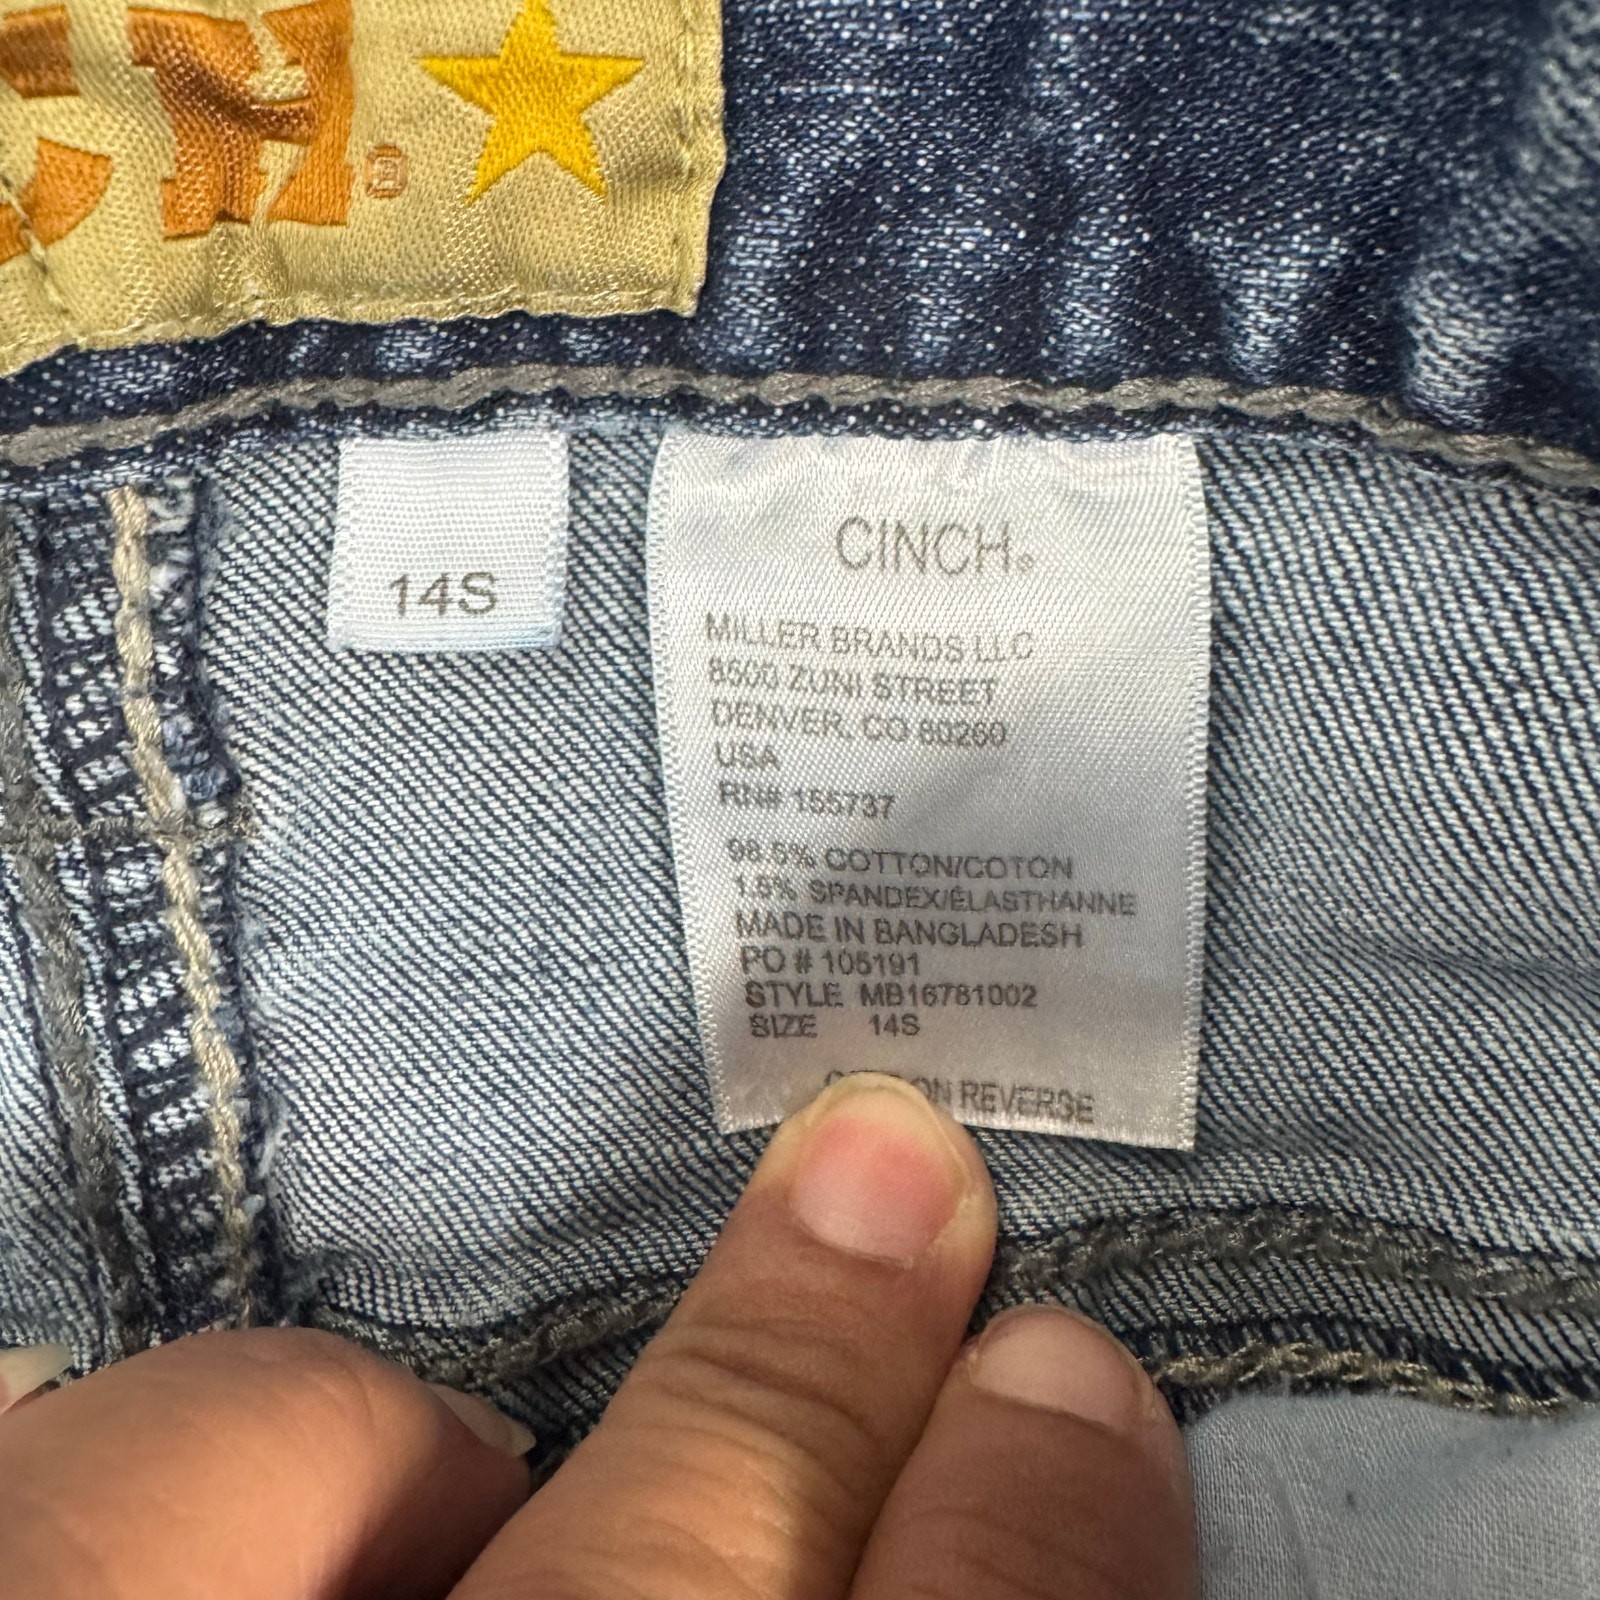 CH®
14S
CINCH®
MILLER BRANDS LLC
8500 ZUNI STREET
DENVER, CO 80260
USA
RN# 155737
98.5% COTTON/COTON
1.5% SPANDEX/ÉLASTHANNE
MADE IN BANGLADESH
PO # 105191
STYLE MB16781002
SIZE 14S
ON REVERSE